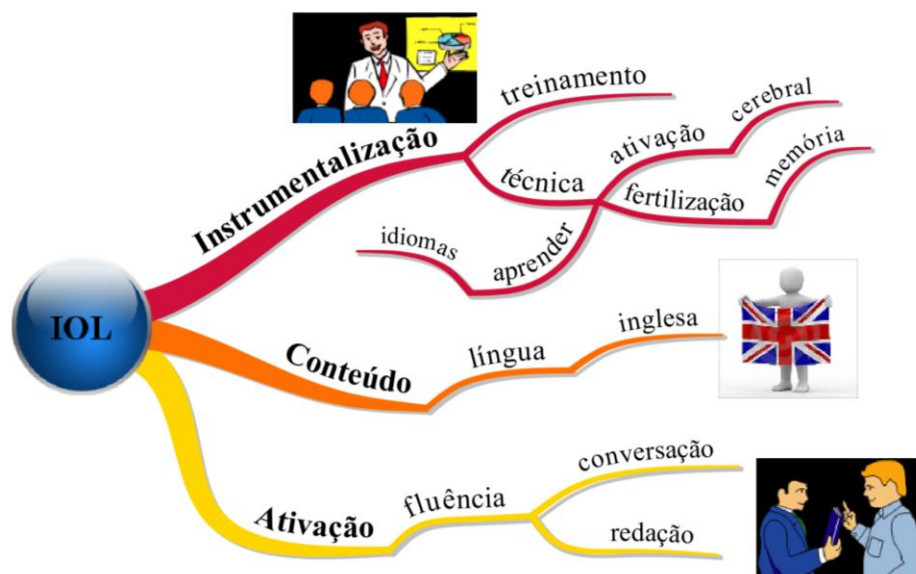 IOL
Instrumentalização
treinamento
técnica
ativação
cerebral
fertilização
memória
aprender
idiomas
Conteúdo
língua
inglesa
Ativação
fluência
conversação
redação